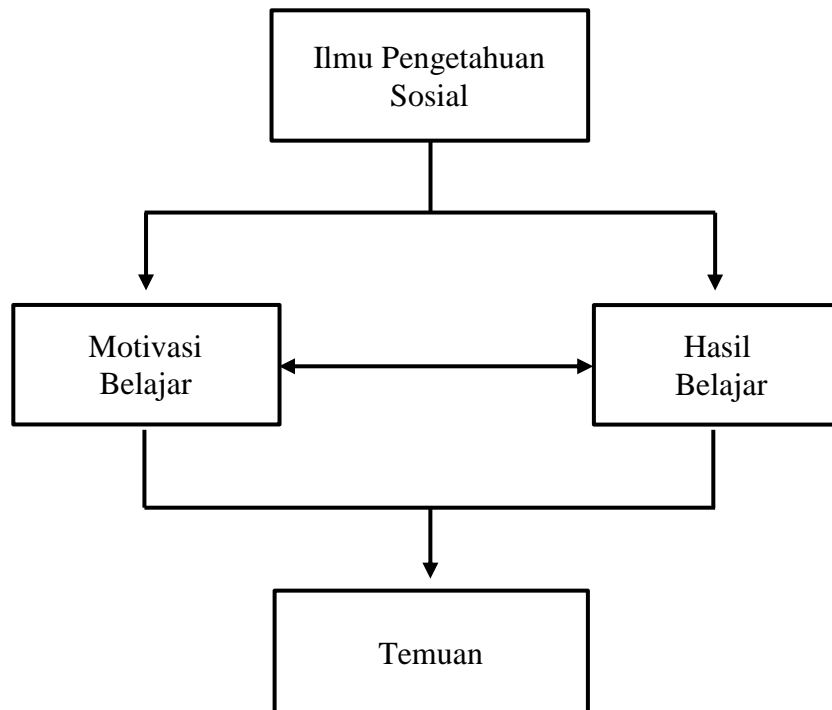 Ilmu Pengetahuan
Sosial
Motivasi
Belajar
Hasil
Belajar
Temuan